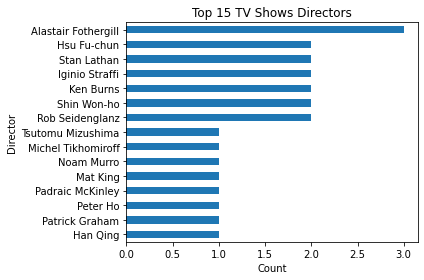 Top 15 TV Shows Directors
Director
Alastair Fothergill
Hsu Fu-chun
Stan Lathan
Iginio Straffi
Ken Burns
Shin Won-ho
Rob Seidenglanz
Tsutomu Mizushima
Michel Tikhomiroff
Noam Murro
Mat King
Padraic McKinley
Peter Ho
Patrick Graham
Han Qing
0.0 0.5 1.0 1.5 2.0 2.5 3.0
Count